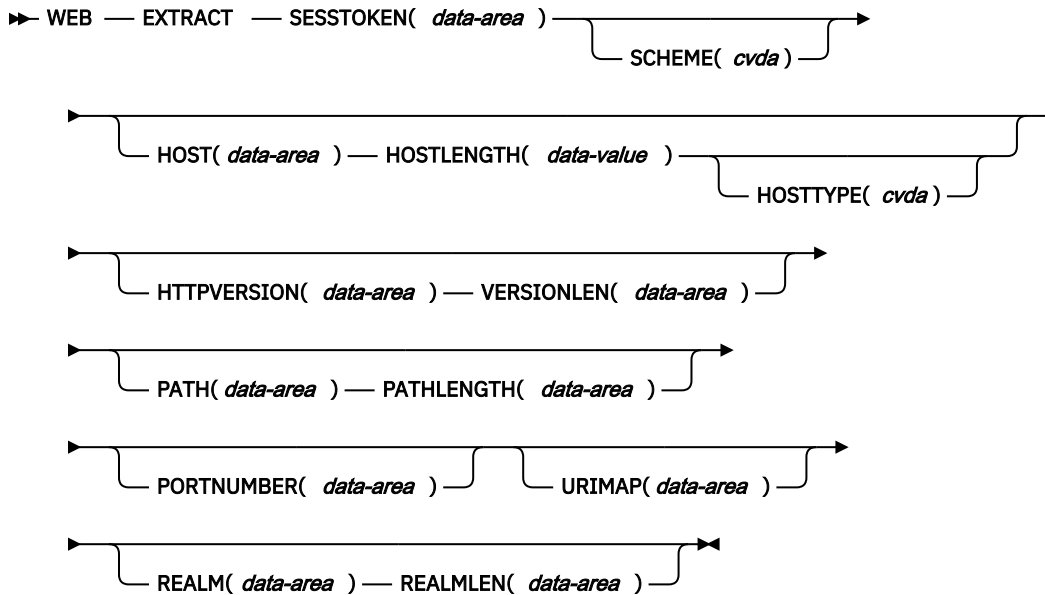 WEB EXTRACT SESSTOKEN( data-area )
SCHEME( cvda )
HOST( data-area ) HOSTLENGTH( data-value )
HOSTTYPE( cvda )
HTTPVERSION( data-area ) VERSIONLEN( data-area )
PATH( data-area ) PATHLENGTH( data-area )
PORTNUMBER( data-area ) URIMAP( data-area )
REALM( data-area ) REALMLEN( data-area )